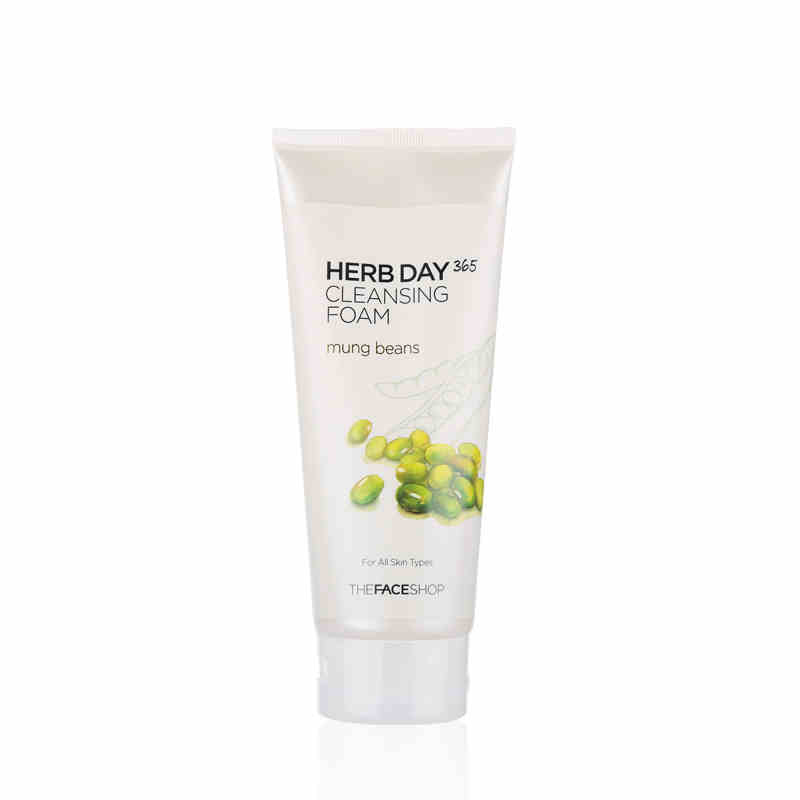 HERB DAY 365
CLEANSING
FOAM
mung beans
For All Skin Types
THEFACESHOP